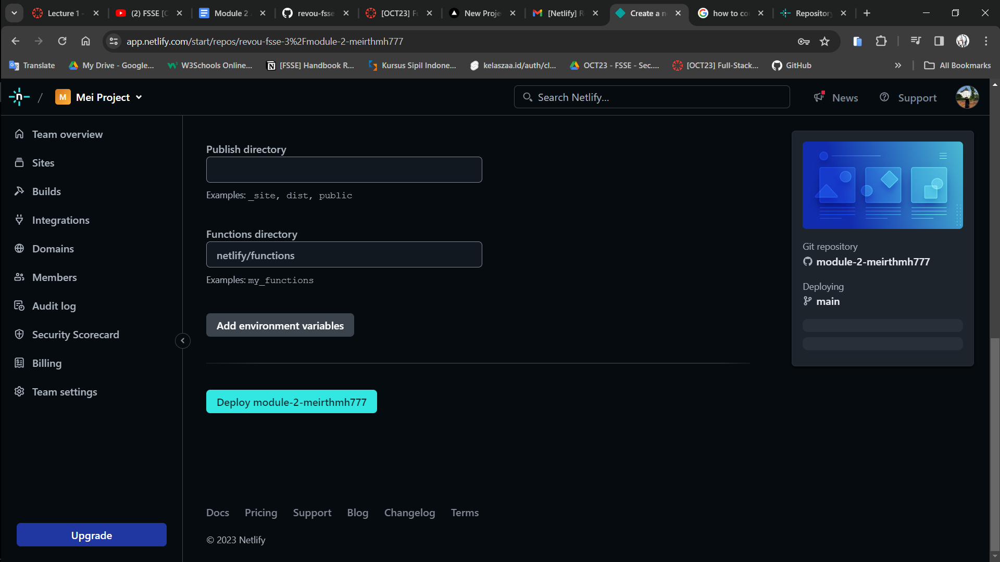 Lecture 1 -
(2) FSSE [C
Module 2
revou-fsse
[OCT23] F
New Proje
[Netlify] R
Create a n
how to co
Repository
app.netlify.com/start/repos/revou-fsse-3%2Fmodule-2-meirthmh777
Translate
My Drive - Google...
W3Schools Online...
[FSSE] Handbook R...
Kursus Sipil Indone...
kelaszaa.id/auth/cl...
OCT23 - FSSE - Sec....
[OCT23] Full-Stack...
GitHub
All Bookmarks
n / M Mei Project
Search Netlify...
News
Support
Team overview
Sites
Builds
Integrations
Domains
Members
Audit log
Security Scorecard
Billing
Team settings
Upgrade
Publish directory
Examples: _site, dist, public
Functions directory
netlify/functions
Examples: my_functions
Add environment variables
Deploy module-2-meirthmh777
Git repository
module-2-meirthmh777
Deploying
main
Docs Pricing Support Blog Changelog Terms
© 2023 Netlify